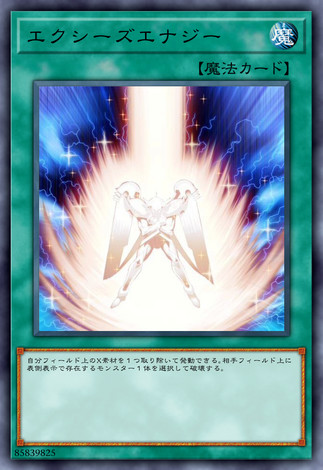 エクシーズエナジー
魔
【魔法カード】
自分フィールド上のX素材を１つ取り除いて発動できる。相手フィールド上に
表側表示で存在するモンスター１体を選択して破壊する。
85839825